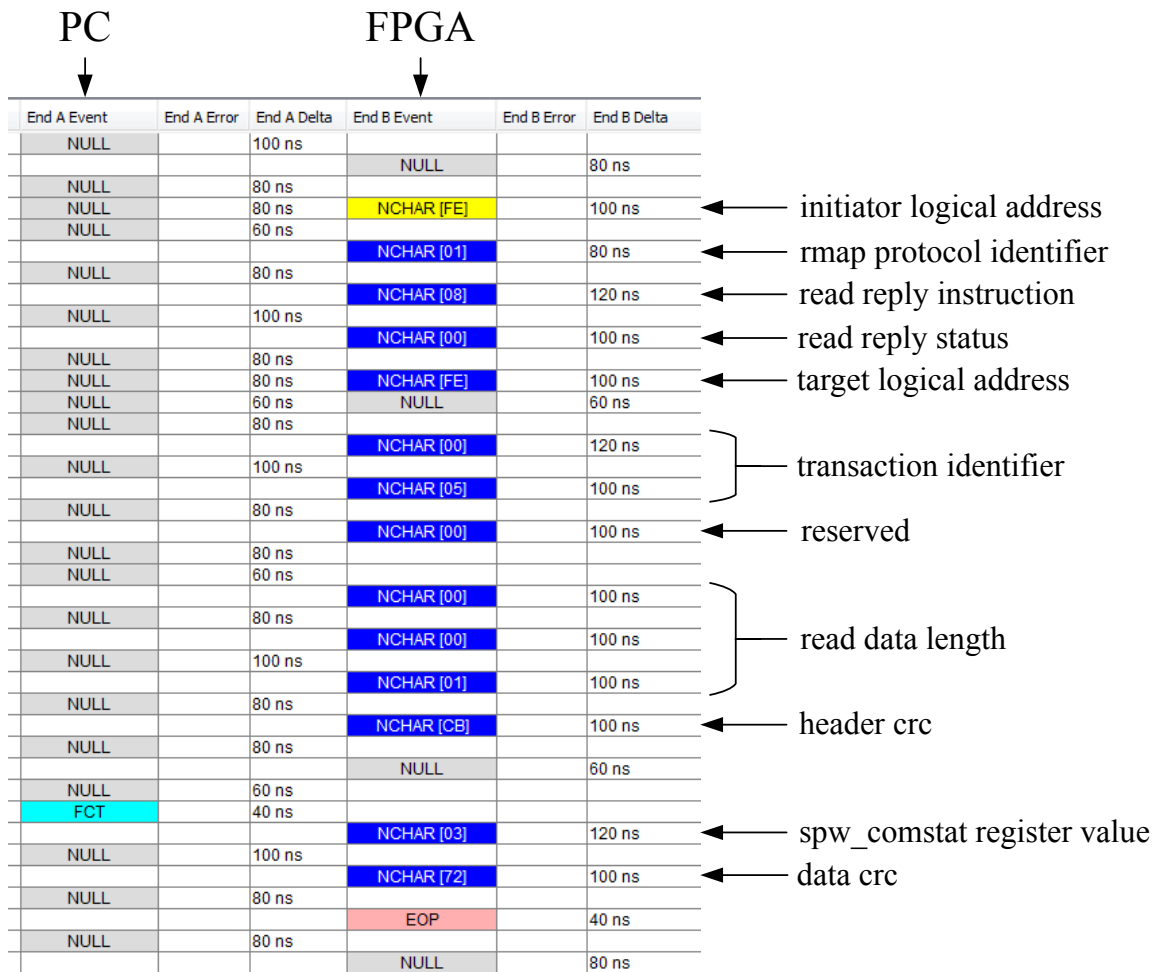 PC FPGA
End A Event End A Error End A Delta End B Event End B Error End B Delta
NULL 100 ns
NULL 80 ns
NULL 80 ns
NULL 80 ns NCHAR [FE] 100 ns initiator logical address
NULL 60 ns
NCHAR [01] 80 ns rmap protocol identifier
NULL 80 ns
NCHAR [08] 120 ns read reply instruction
NULL 100 ns
NCHAR [00] 100 ns read reply status
NULL 80 ns
NULL 80 ns NCHAR [FE] 100 ns target logical address
NULL 60 ns NULL 60 ns
NULL 80 ns
NCHAR [00] 120 ns
NULL 100 ns transaction identifier
NCHAR [05] 100 ns
NULL 80 ns
NCHAR [00] 100 ns reserved
NULL 80 ns
NULL 60 ns
NCHAR [00] 100 ns
NULL 80 ns
NCHAR [00] 100 ns read data length
NULL 100 ns
NCHAR [01] 100 ns
NULL 80 ns
NCHAR [CB] 100 ns header crc
NULL 80 ns
NULL 60 ns
NULL 60 ns
FCT 40 ns
NCHAR [03] 120 ns spw_comstat register value
NULL 100 ns
NCHAR [72] 100 ns data crc
NULL 80 ns
EOP 40 ns
NULL 80 ns
NULL 80 ns